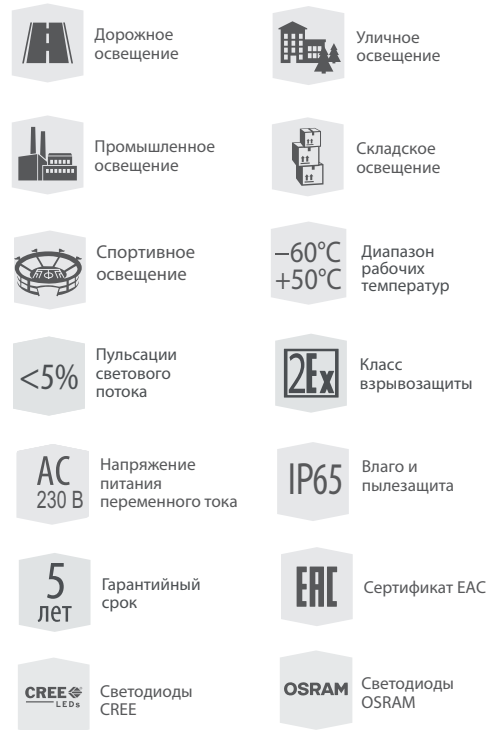 Дорожное
освещение
Уличное
освещение
Промышленное
освещение
Складское
освещение
Спортивное
освещение
–60°C
+50°C
Диапазон
рабочих
температур
<5%
Пульсации
светового
потока
2Ex
Класс
взрывозащиты
AC
230 В
Напряжение
питания
переменного тока
IP65
Влаго и
пылезащита
5
лет
Гарантийный
срок
EAC
Сертификат ЕАС
CREE
LEDs
Светодиоды
CREE
OSRAM
Светодиоды
OSRAM